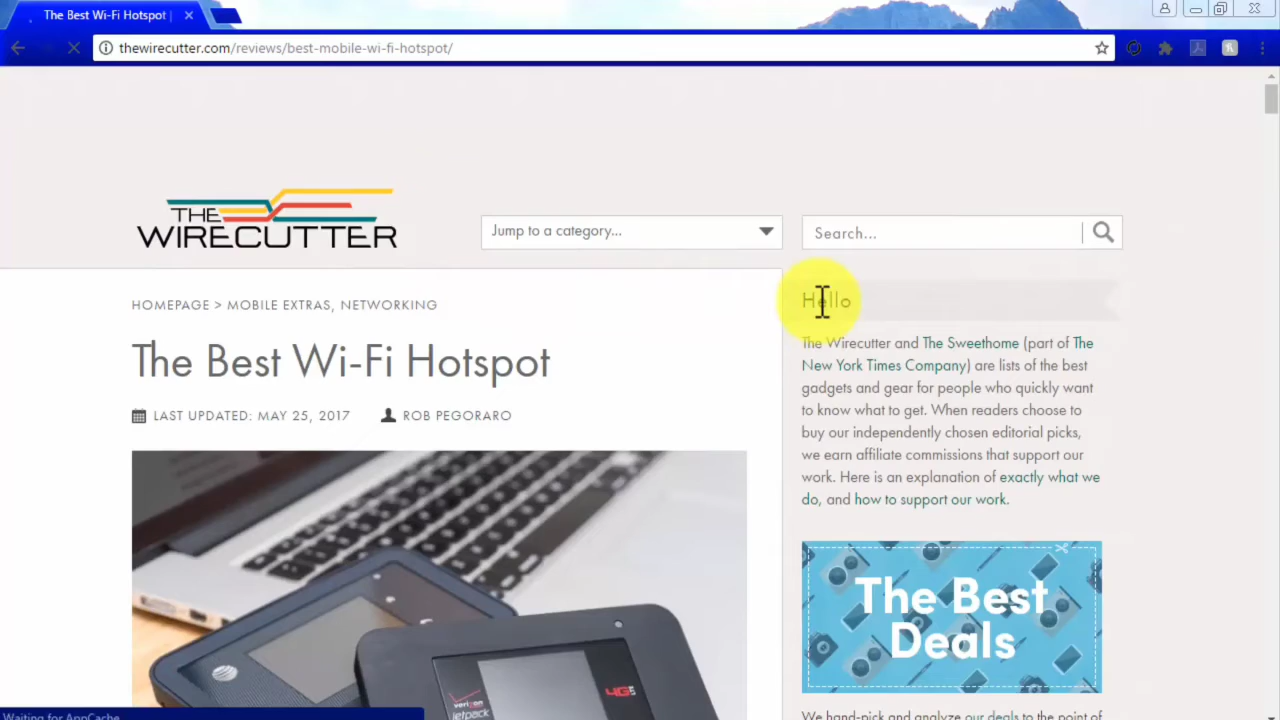 The Best Wi-Fi Hotspot |
thewirecutter.com/reviews/best-mobile-wi-fi-hotspot/
THE
WIRECUTTER
Jump to a category...
Search...
HOMEPAGE > MOBILE EXTRAS, NETWORKING
The Best Wi-Fi Hotspot
LAST UPDATED: MAY 25, 2017 ROB PEGORARO
verizon
jetpack
4G
Hello
The Wirecutter and The Sweethome (part of The
New York Times Company) are lists of the best
gadgets and gear for people who quickly want
to know what to get. When readers choose to
buy our independently chosen editorial picks,
we earn affiliate commissions that support our
work. Here is an explanation of exactly what we
do, and how to support our work.
The Best
Deals
We hand-pick and analyze our deals to the point of
Waiting for AppCache